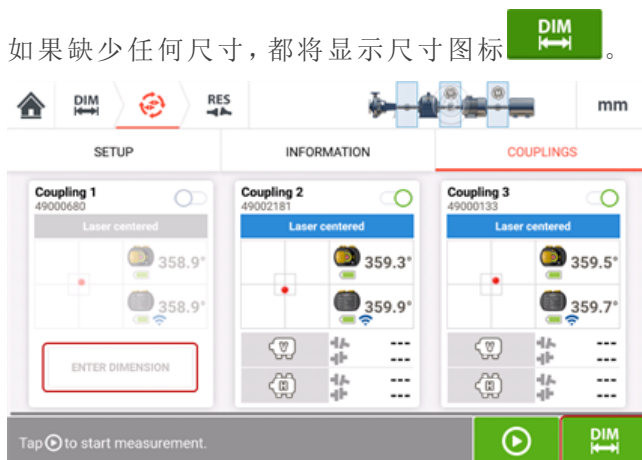 如果缺少任何尺寸，都将显示尺寸图标 DIM 。
DIM RES mm
SETUP INFORMATION COUPLINGS
Coupling 1 Coupling 2 Coupling 3
49000680 49002181 49000133
Laser centered Laser centered Laser centered
358.9° 359.3° 359.5°
358.9° 359.9° 359.7°
V --- V ---
--- ---
ENTER DIMENSION
H --- H ---
--- ---
Tap to start measurement. DIM